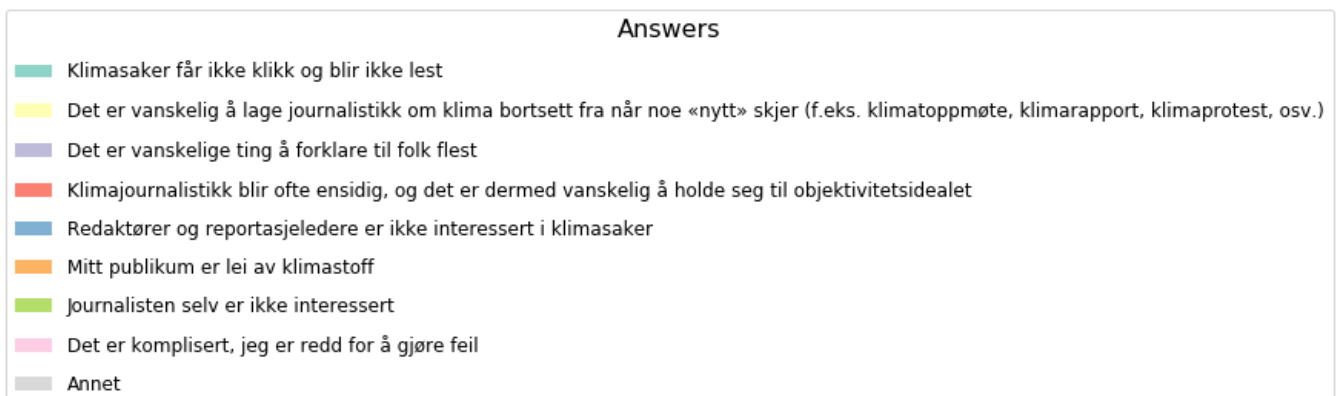 Answers
Klimasaker får ikke klikk og blir ikke lest
Det er vanskelig å lage journalistikk om klima bortsett fra når noe «nytt» skjer (f.eks. klimatoppmøte, klimarapport, klimaprotest, osv.)
Det er vanskelige ting å forklare til folk flest
Klimajournalistikk blir ofte ensidig, og det er dermed vanskelig å holde seg til objektivitetsidealet
Redaktører og reportasjeledere er ikke interessert i klimasaker
Mitt publikum er lei av klimastoff
Journalisten selv er ikke interessert
Det er komplisert, jeg er redd for å gjøre feil
Annet